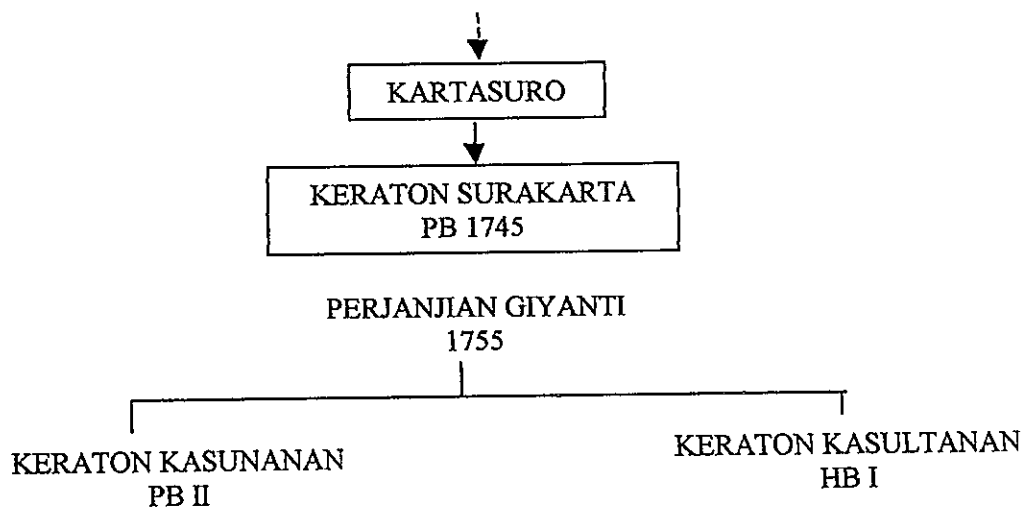 KARTASURO
KERATON SURAKARTA
PB 1745
PERJANJIAN GIYANTI
1755
KERATON KASUNANAN
PB II
KERATON KASULTANAN
HB I